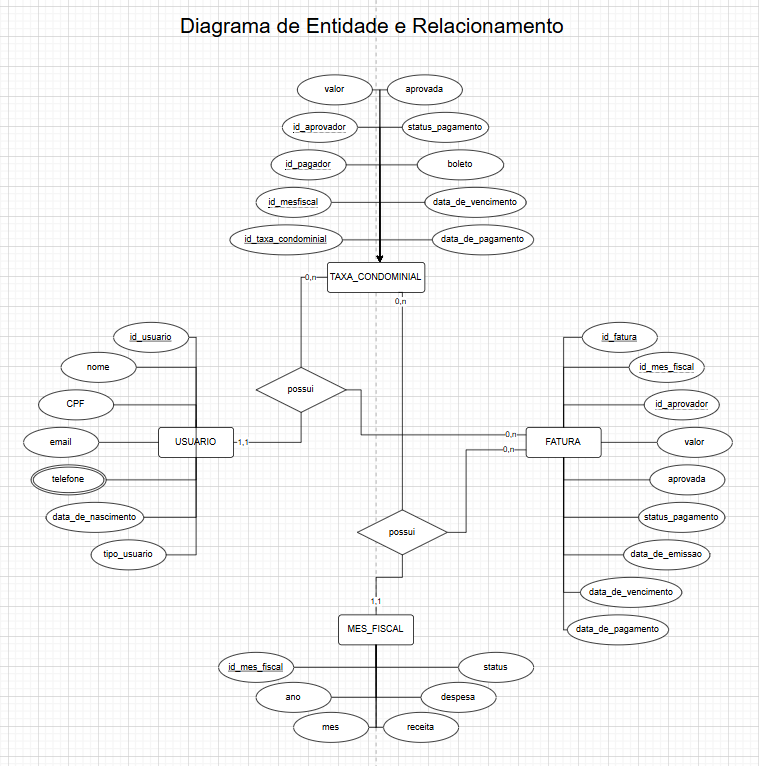 Diagrama de Entidade e Relacionamento
valor
aprovada
id_aprovador
status_pagamento
id_pagador
boleto
id_mesfiscal
data_de_vencimento
id_taxa_condominial
data_de_pagamento
TAXA_CONDOMINIAL
0,n
0,n
id_usuario
nome
CPF
email
telefone
data_de_nascimento
tipo_usuario
USUARIO
1,1
possui
id_fatura
id_mes_fiscal
id_aprovador
valor
aprovada
status_pagamento
data_de_emissao
data_de_vencimento
data_de_pagamento
0,n
0,n
FATURA
possui
1,1
MES_FISCAL
id_mes_fiscal
status
ano
despesa
mes
receita